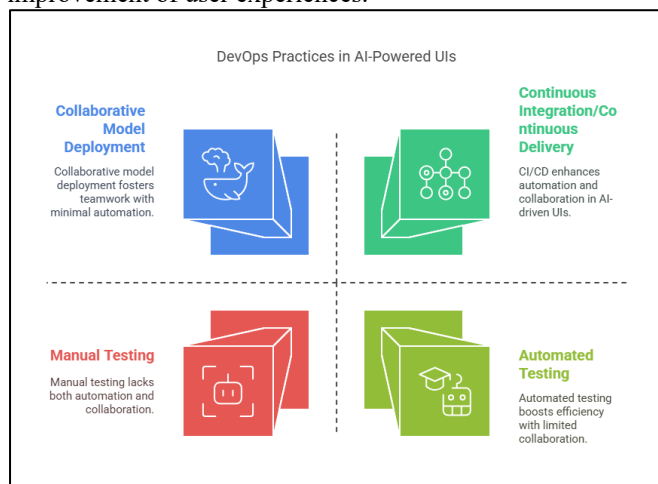 improvement of user experiences.
DevOps Practices in AI-Powered UIs
Collaborative
Model
Deployment
Collaborative model
deployment fosters
teamwork with
minimal automation.
Continuous
Integration/Co
ntinuous
Delivery
CI/CD enhances
automation and
collaboration in AI-
driven UIs.
Manual Testing
Manual testing lacks
both automation and
collaboration.
Automated
Testing
Automated testing
boosts efficiency
with limited
collaboration.